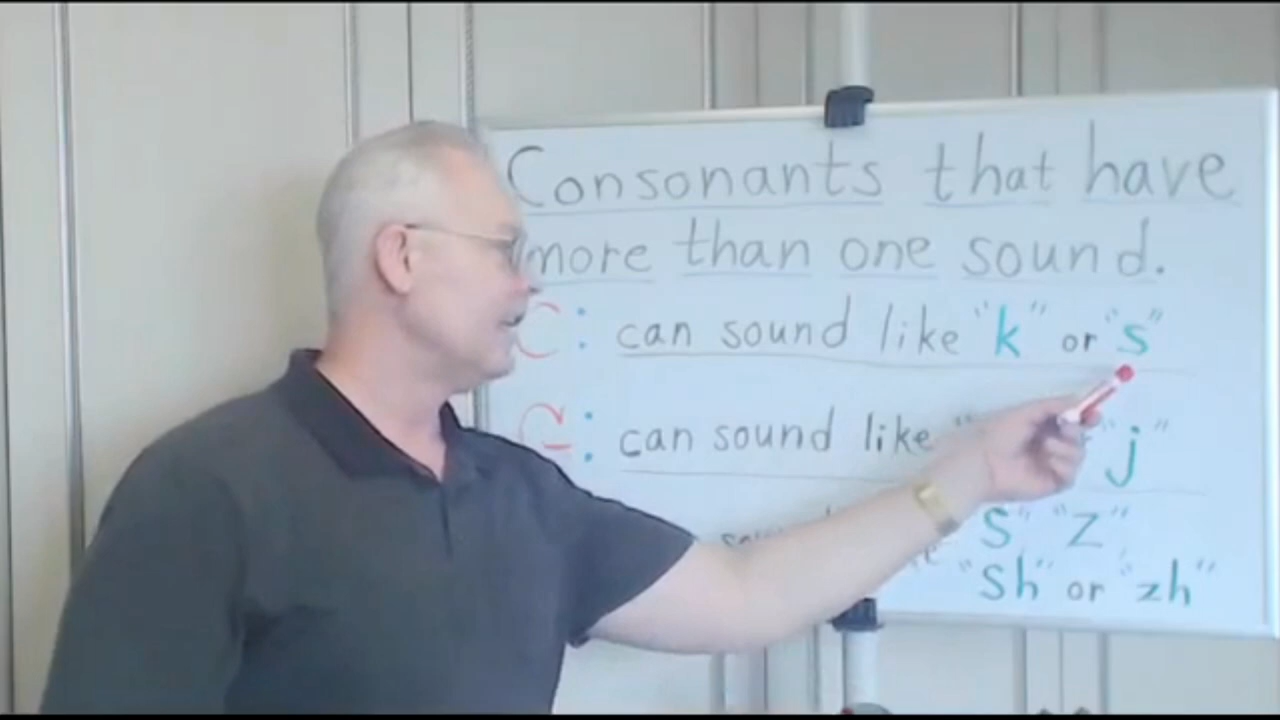 Consonants that have
more than one sound.
C: can sound like "k" or "s"
G: can sound like " "j"
"S" "Z"
"Sh" or "zh"